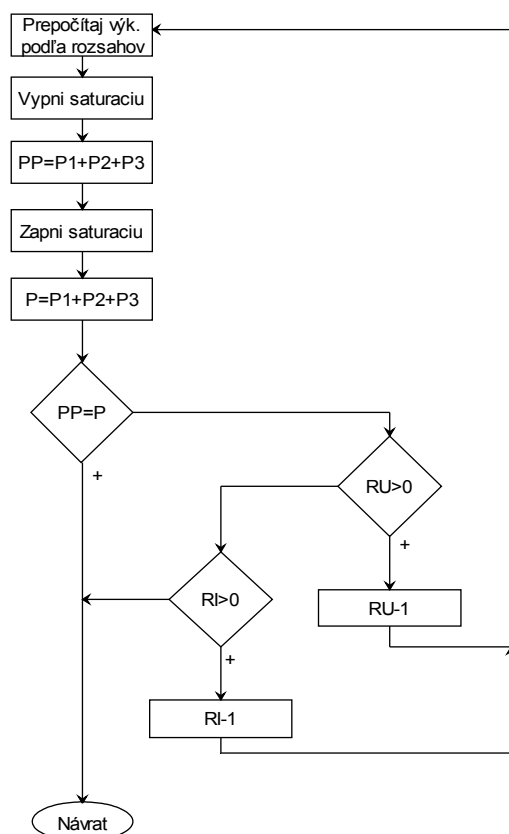 Prepočítaj výk.
podľa rozsahov
Vypni saturaciu
PP=P1+P2+P3
Zapni saturaciu
P=P1+P2+P3
PP=P
+
RU>0
+
RI>0
RU-1
+
RI-1
Návrat